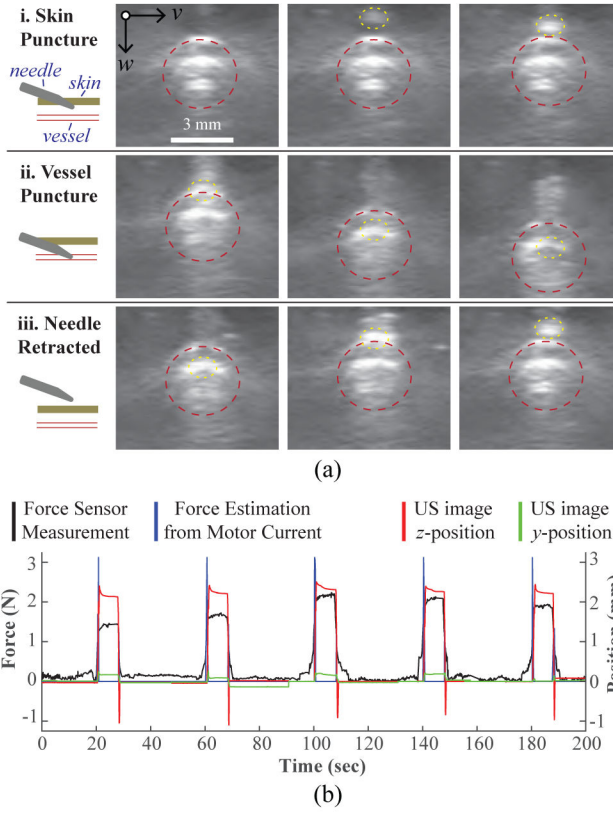 i. Skin
Puncture
v
w
needle
skin
vessel
3 mm
ii. Vessel
Puncture
iii. Needle
Retracted
(a)
Force Sensor
Measurement
Force Estimation
from Motor Current
US image
z-position
US image
y-position
Force (N)
3
2
1
0
-1
3
2
1
0
-1
0 20 40 60 80 100 120 140 160 180 200
Time (sec)
(b)